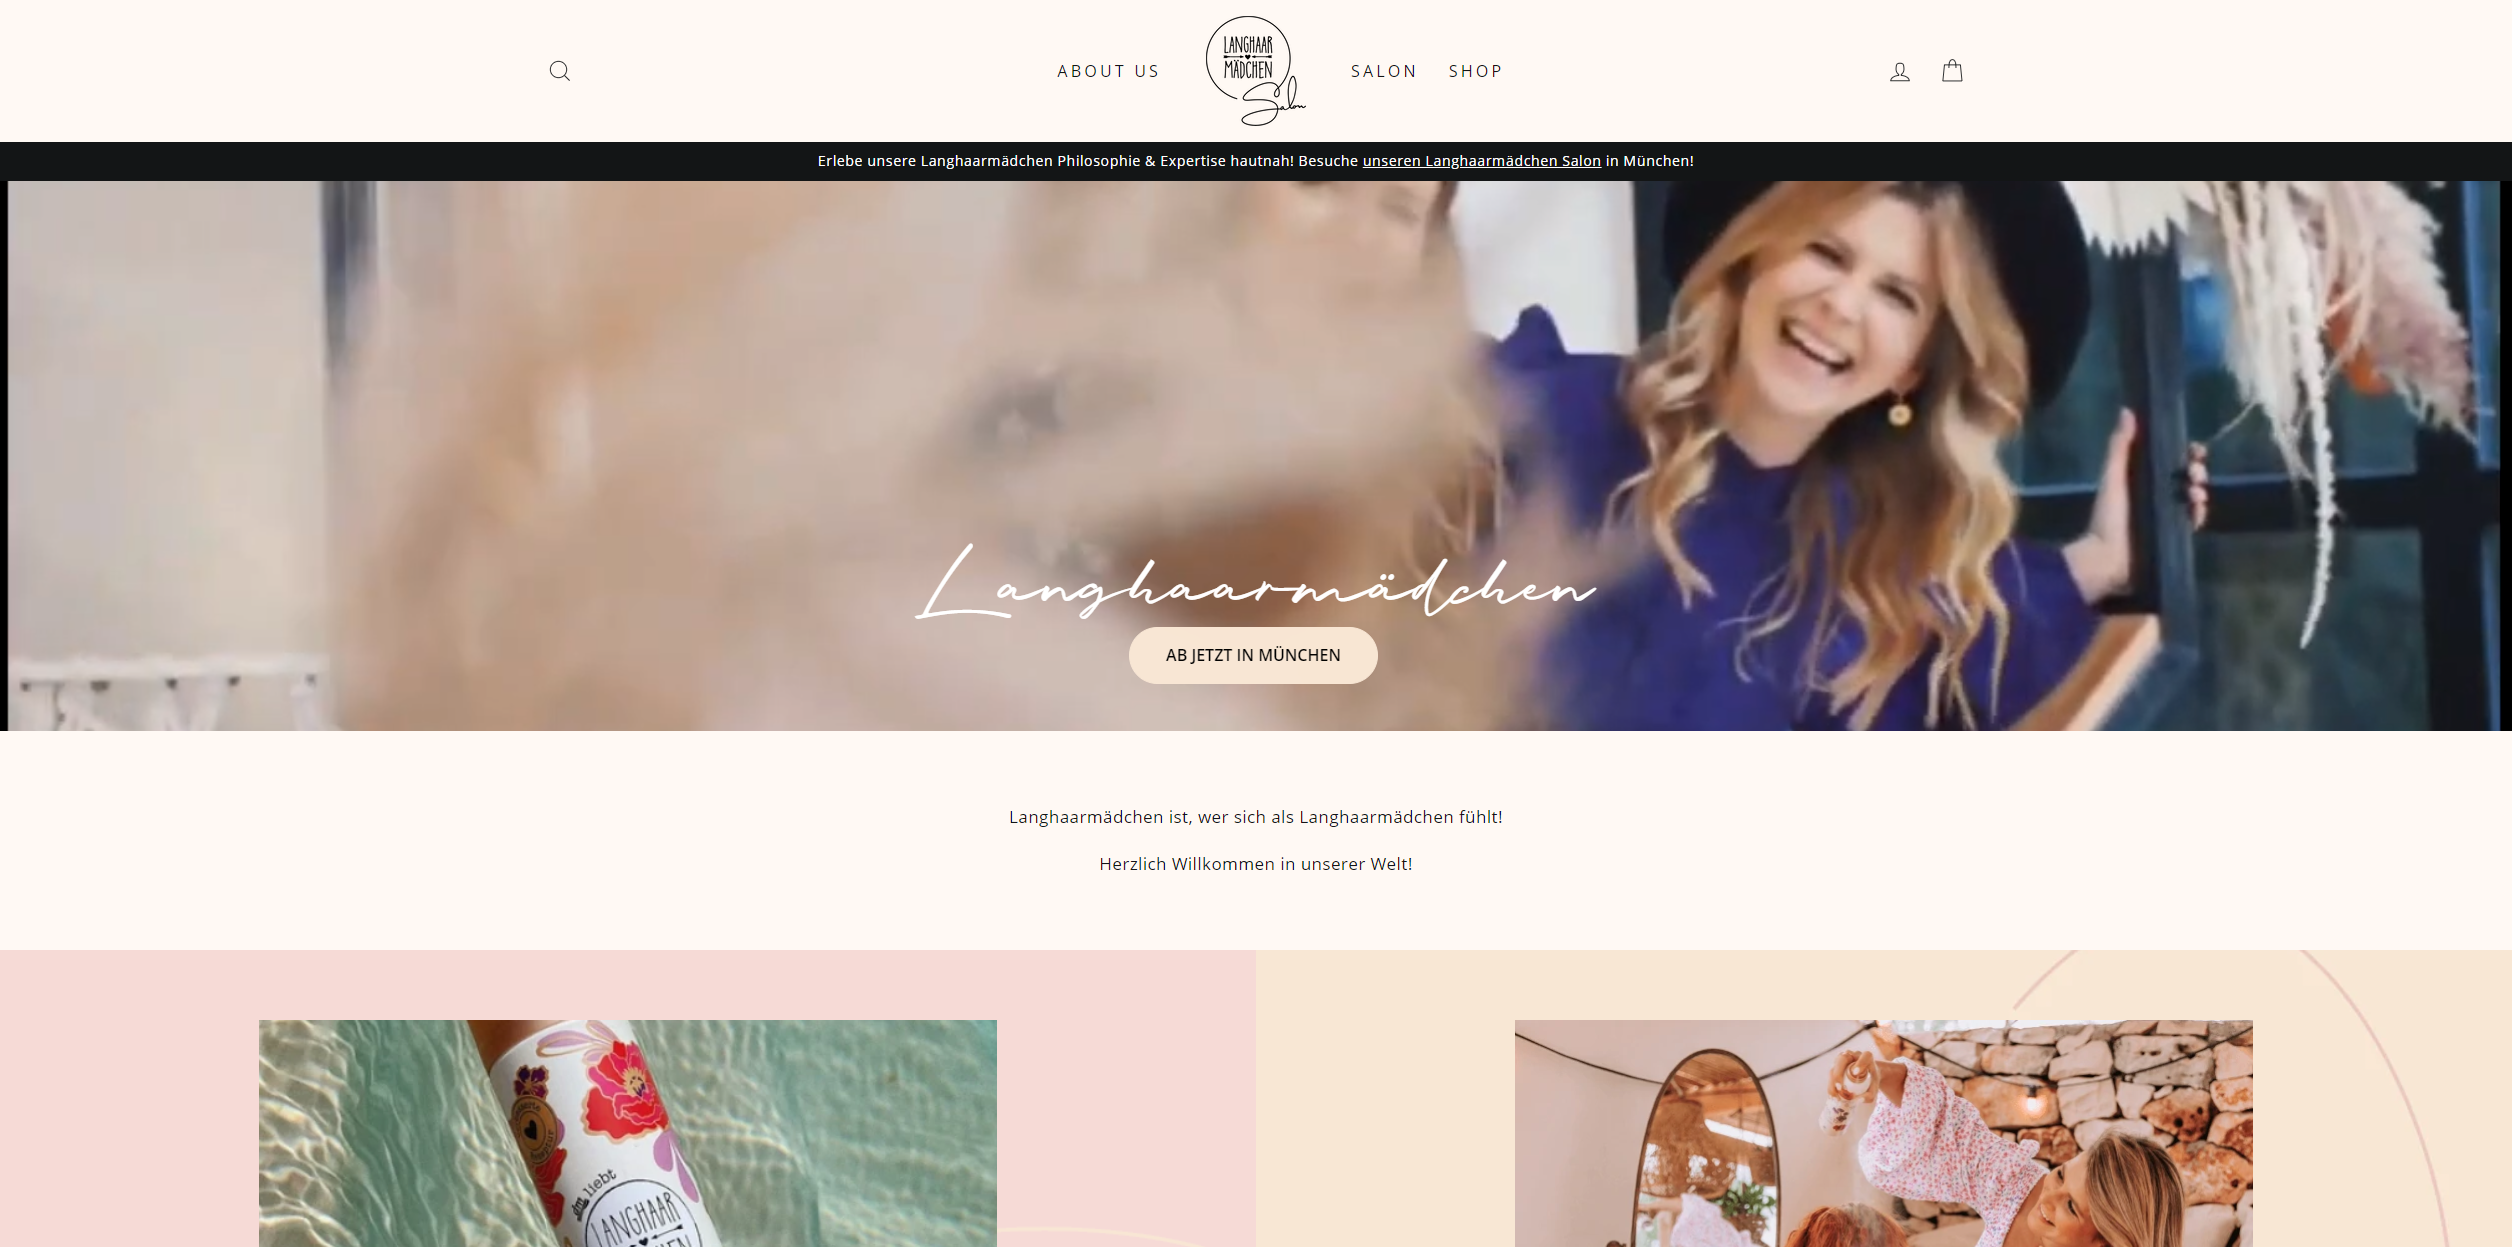 ABOUT US
LANGHAAR
MÄDCHEN
Salon
SALON
SHOP
Erlebe unsere Langhaarmädchen Philosophie & Expertise hautnah! Besuche unseren Langhaarmädchen Salon in München!
Langhaarmädchen
AB JETZT IN MÜNCHEN
Langhaarmädchen ist, wer sich als Langhaarmädchen fühlt!
Herzlich Willkommen in unserer Welt!
dm liebt
LANGHAAR